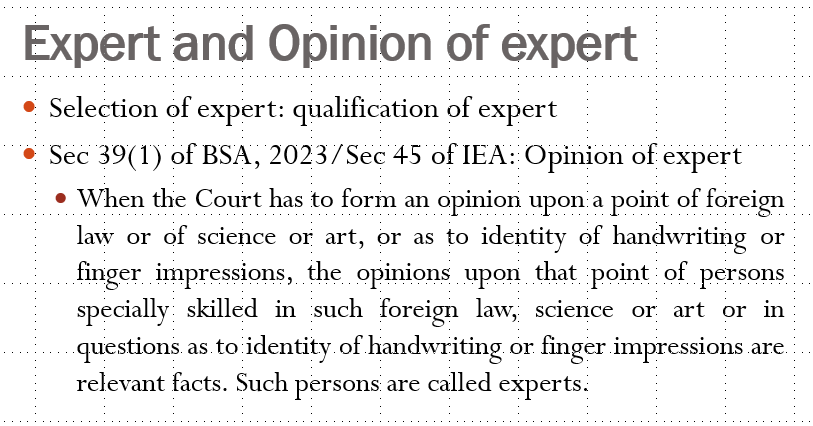 Expert and Opinion of expert
Selection of expert: qualification of expert
Sec 39(1) of BSA, 2023/Sec 45 of IEA: Opinion of expert
When the Court has to form an opinion upon a point of foreign
law or of science or art, or as to identity of handwriting or
finger impressions, the opinions upon that point of persons
specially skilled in such foreign law, science or art or in
questions as to identity of handwriting or finger impressions are
relevant facts. Such persons are called experts.